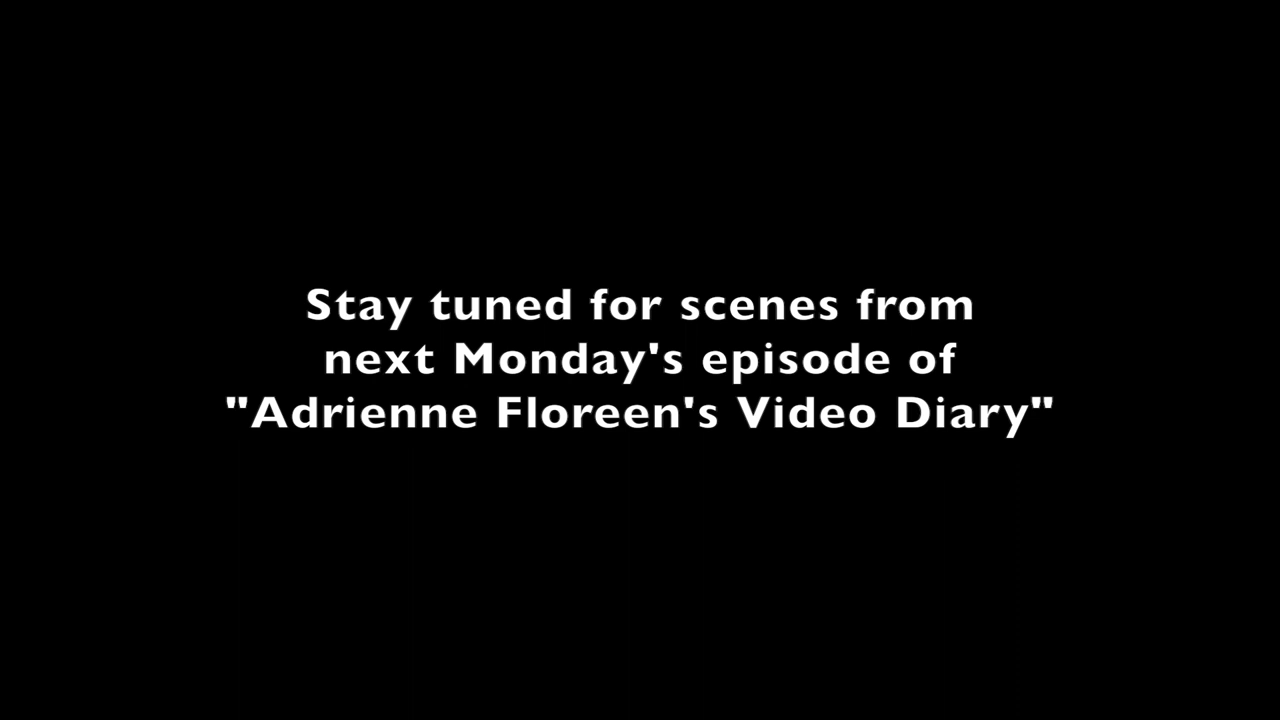 Stay tuned for scenes from
next Monday's episode of
"Adrienne Floreen's Video Diary"